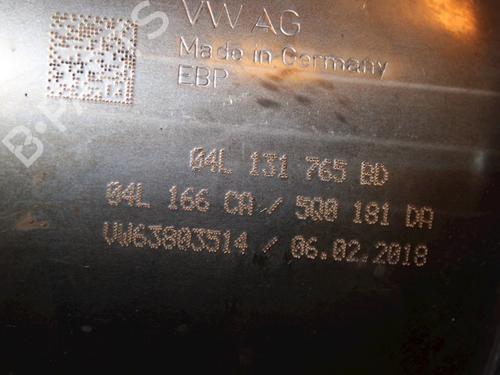 VW AG
Made in Germany
EBP
04L 131 765 BD
04L 166 CA / 5Q0 181 DA
VW63803514 / 06.02.2018